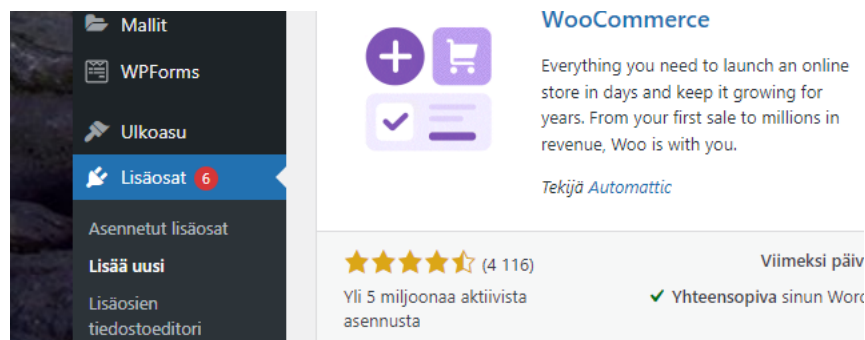 Mallit
WPForms
Ulkoasu
Lisäosat 6
Asennetut lisäosat
Lisää uusi
Lisäosien
tiedostoeditori
WooCommerce
Everything you need to launch an online
store in days and keep it growing for
years. From your first sale to millions in
revenue, Woo is with you.
Tekijä Automattic
(4 116)
Yli 5 miljoonaa aktiivista
asennusta
Viimeksi päiv
Yhteensopiva sinun Word